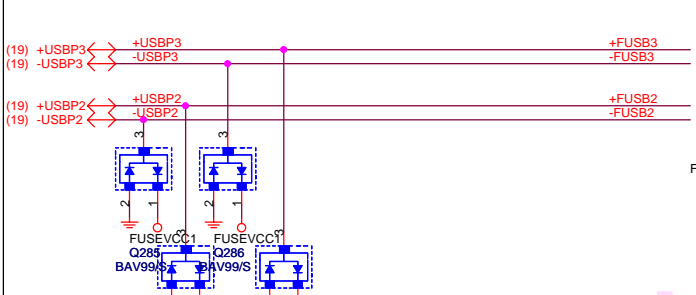 (19) +USBP3 +USBP3 +FUSB3
(19) -USBP3 -USBP3 -FUSB3
(19) +USBP2 +USBP2 +FUSB2
(19) -USBP2 -USBP2 -FUSB2
3 3
F
2 1 2 1
FUSEVCC1 3 FUSEVCC1 3
Q285 Q286
BAV99/S BAV99/S